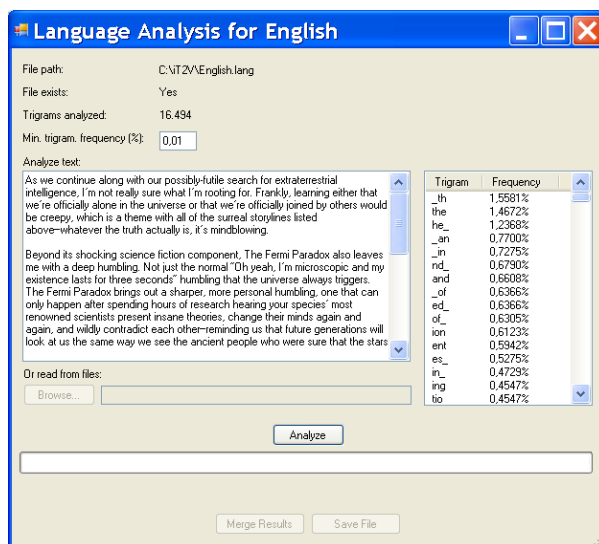 Language Analysis for English
File path: C:\iT2V\English.lang
File exists: Yes
Trigrams analyzed: 16.494
Min. trigram. frequency (%): 0,01
Analyze text:
As we continue along with our possibly-futile search for extraterrestrial
intelligence, I´m not really sure what I´m rooting for. Frankly, learning either that
we´re officially alone in the universe or that we´re officially joined by others would
be creepy, which is a theme with all of the surreal storylines listed
above–whatever the truth actually is, it´s mindblowing.
Beyond its shocking science fiction component, The Fermi Paradox also leaves
me with a deep humbling. Not just the normal "Oh yeah, I´m microscopic and my
existence lasts for three seconds" humbling that the universe always triggers.
The Fermi Paradox brings out a sharper, more personal humbling, one that can
only happen after spending hours of research hearing your species´ most
renowned scientists present insane theories, change their minds again and
again, and wildly contradict each other–reminding us that future generations will
look at us the same way we see the ancient people who were sure that the stars
Trigram Frequency
_th 1,5581%
the 1,4672%
he_ 1,2368%
_an 0,7700%
_in 0,7275%
nd_ 0,6790%
and 0,6608%
_of 0,6366%
ed_ 0,6366%
of_ 0,6305%
ion 0,6123%
ent 0,5942%
es_ 0,5275%
in_ 0,4729%
ing 0,4547%
tio 0,4547%
Or read from files:
Browse...
Analyze
Merge Results
Save File